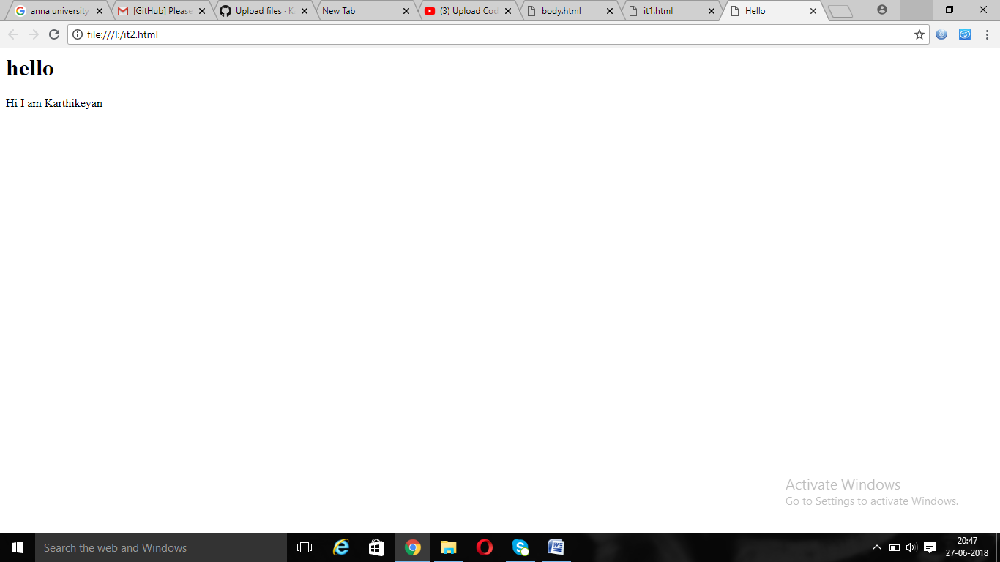 anna university
[GitHub] Please
Upload files · K
New Tab
(3) Upload Cod
body.html
it1.html
Hello
file:///I:/it2.html
hello
Hi I am Karthikeyan
Activate Windows
Go to Settings to activate Windows.
Search the web and Windows
20:47
27-06-2018